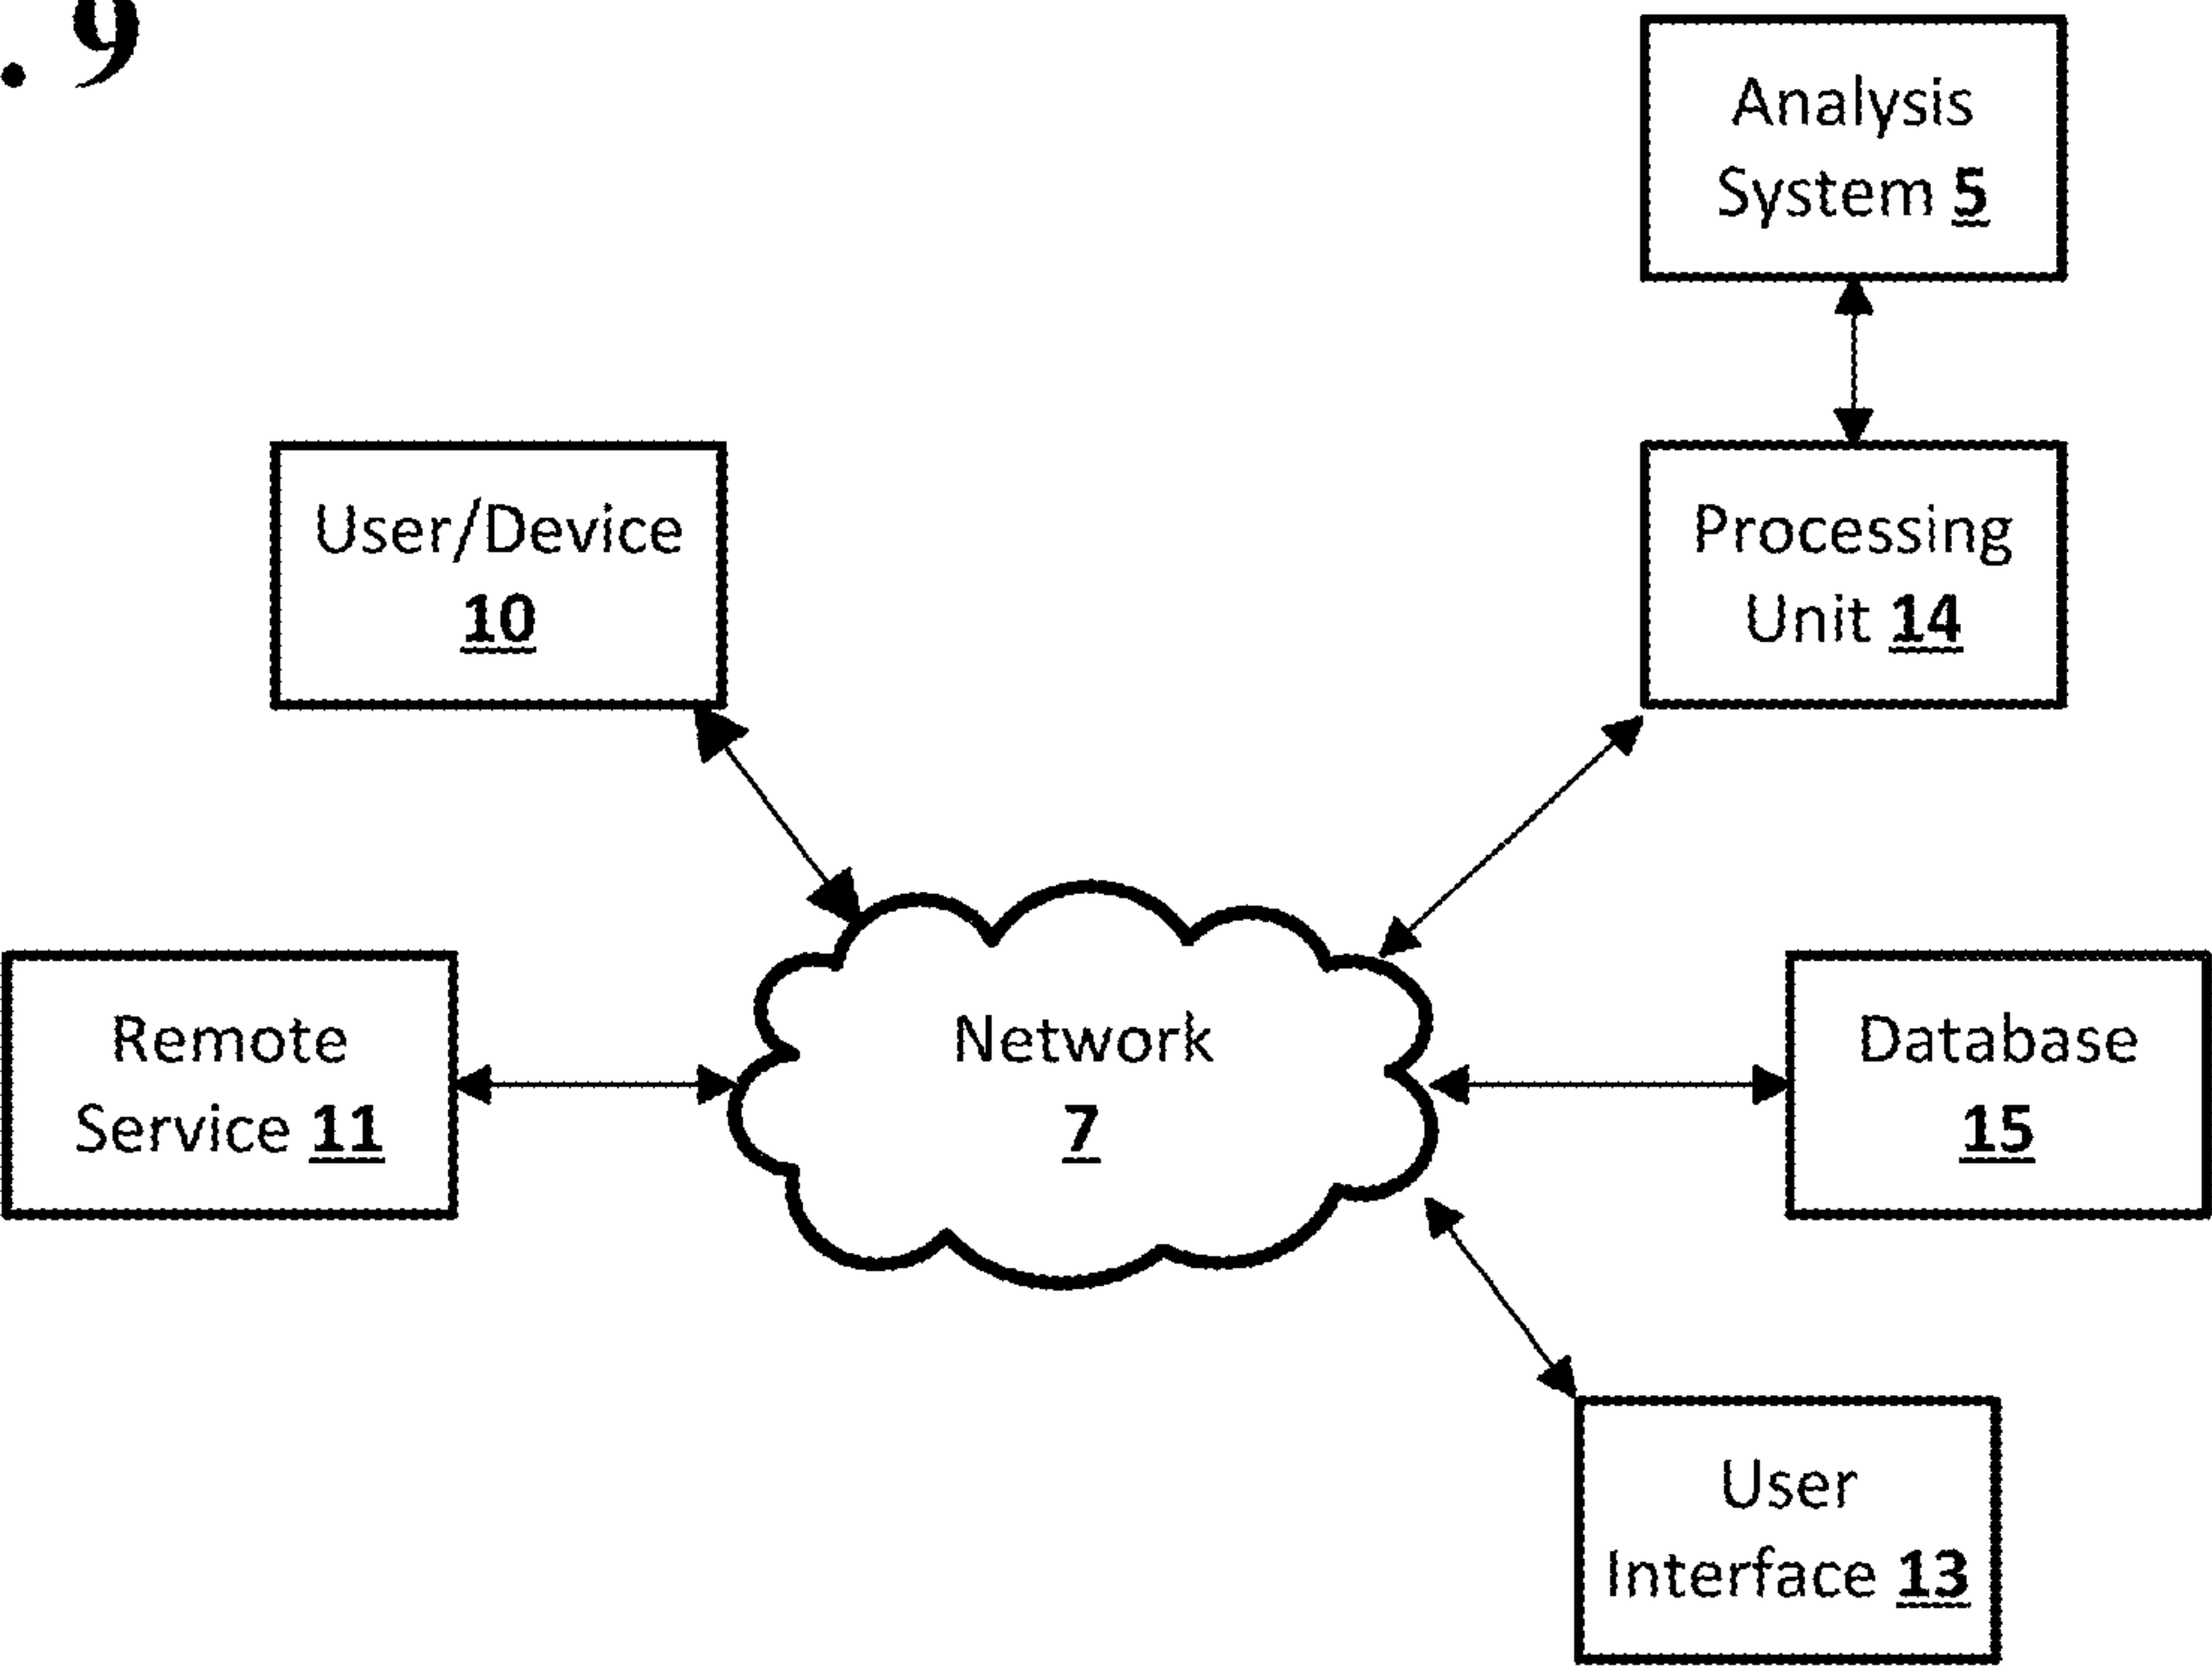 . 9
Analysis
System 5
User/Device
10
Processing
Unit 14
Remote
Service 11
Network
7
Database
15
User
Interface 13